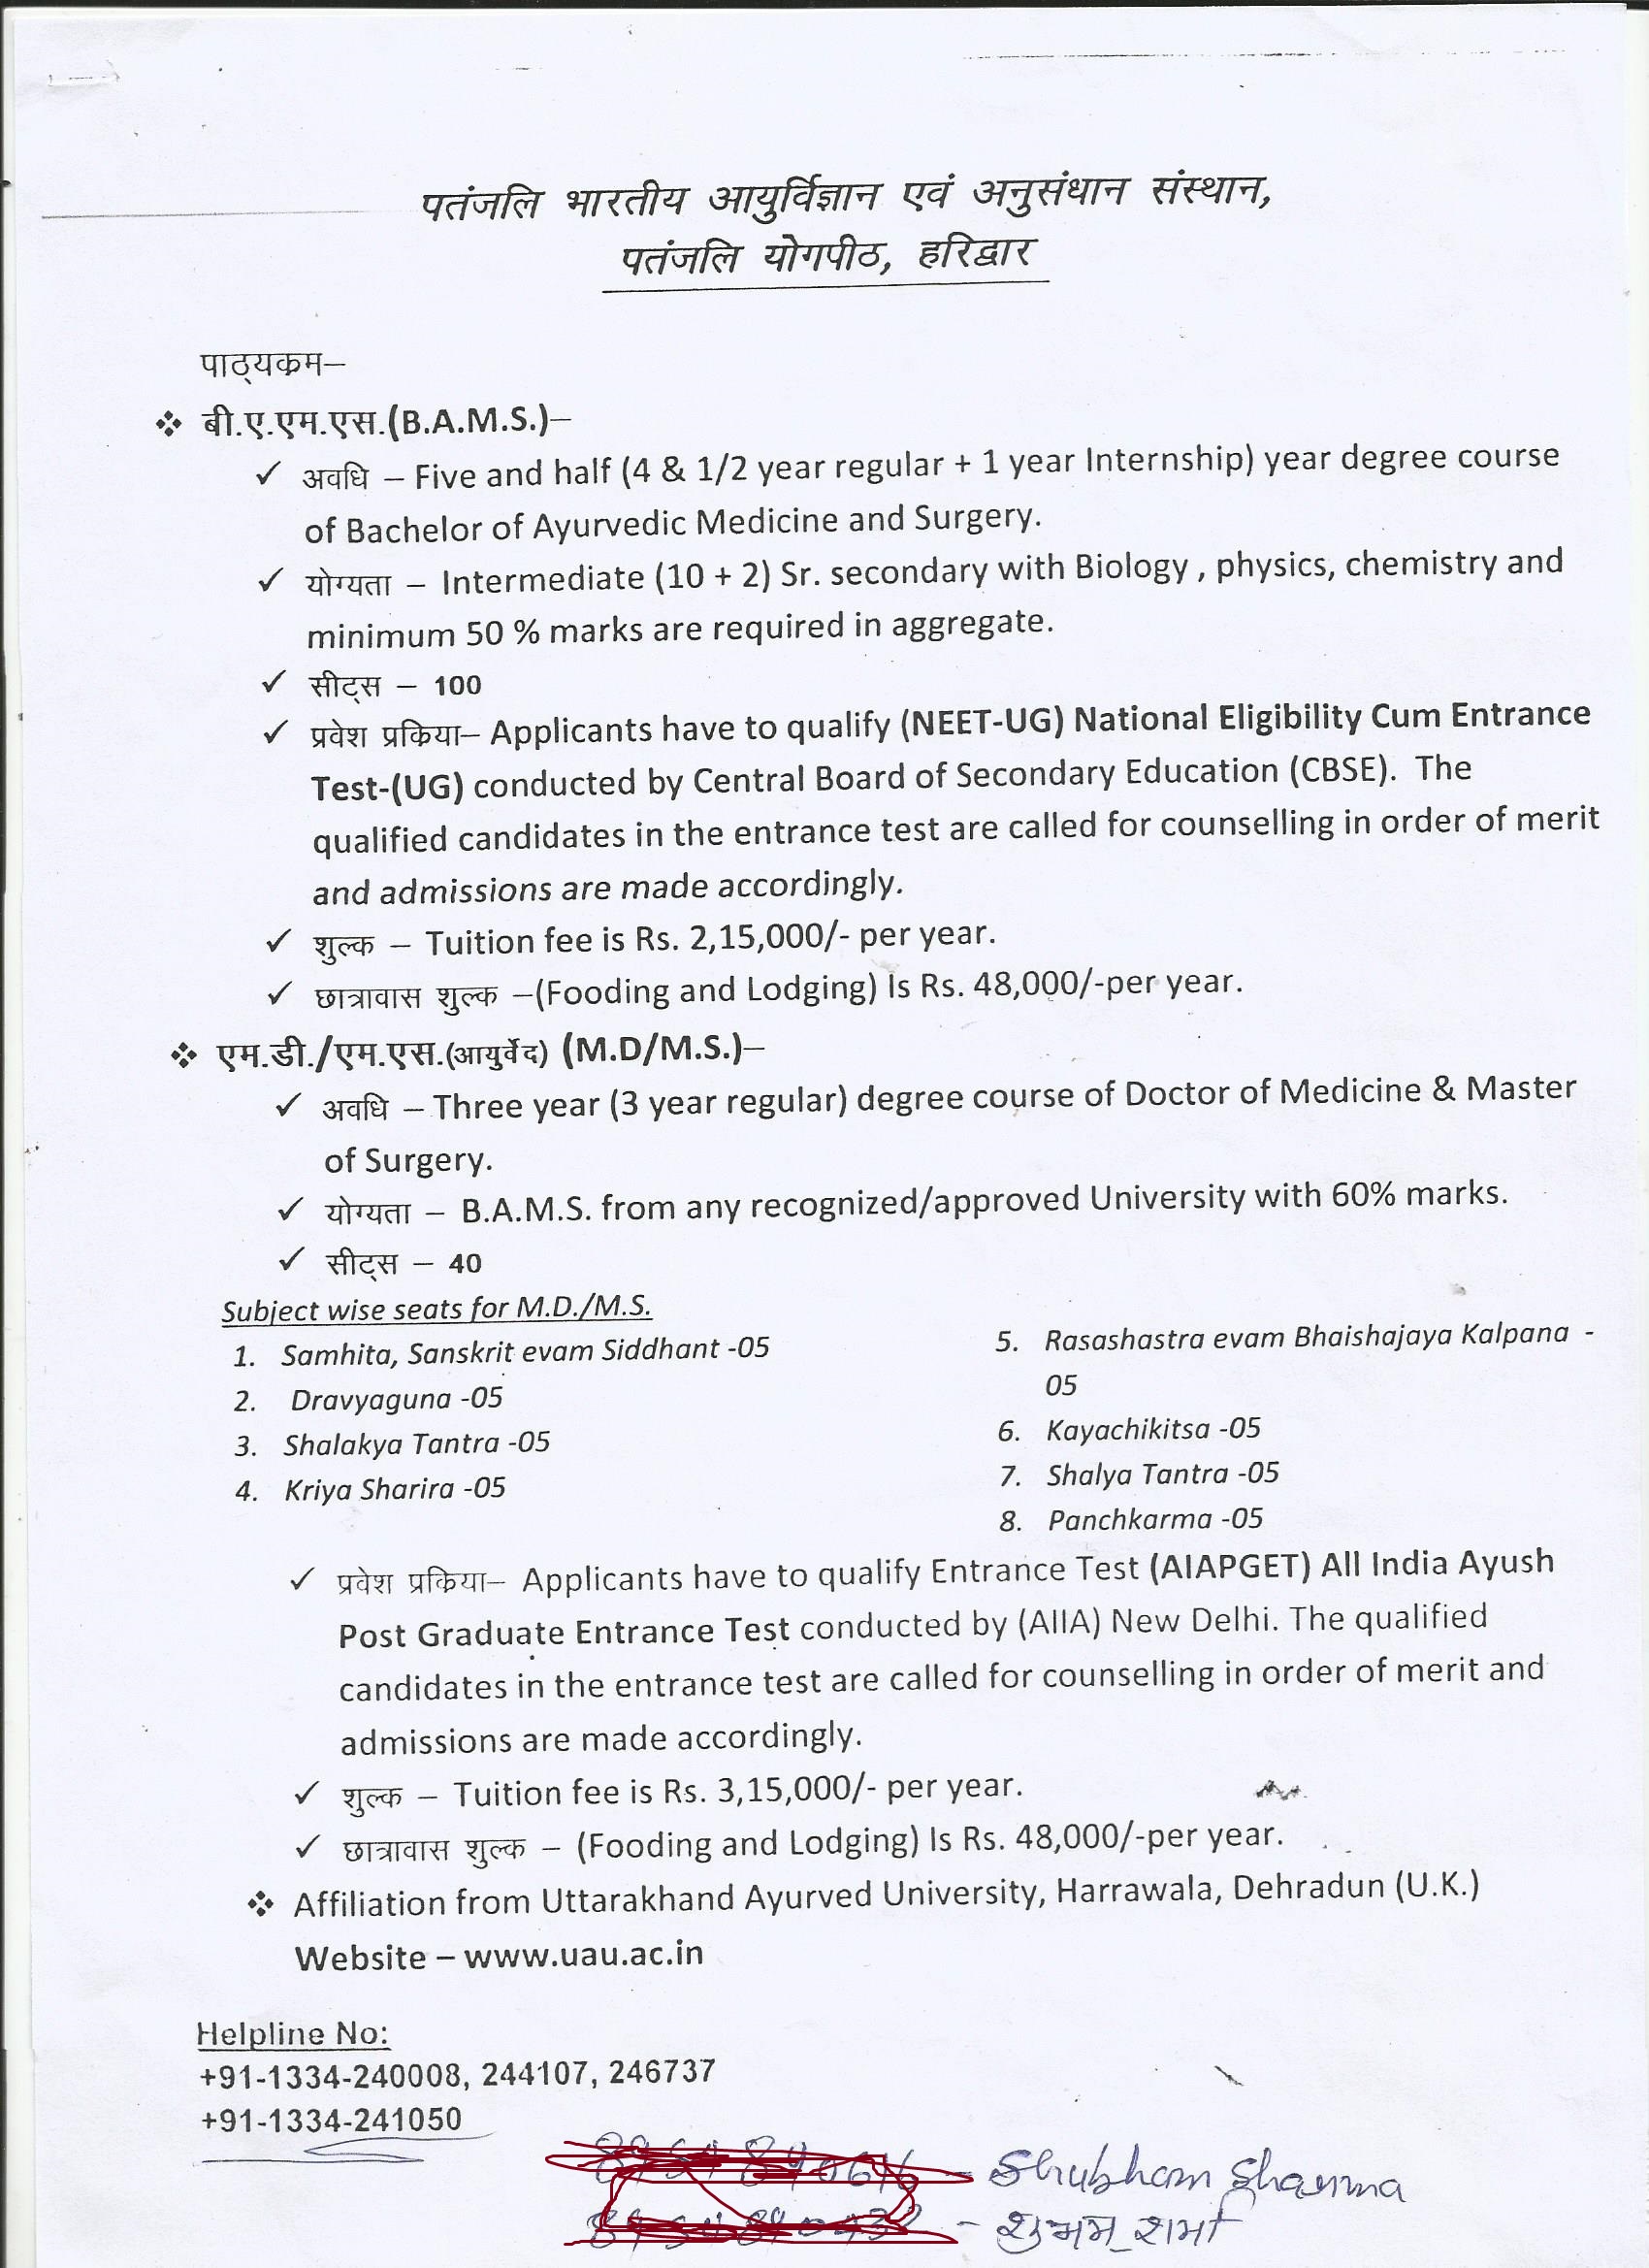 पतंजलि भारतीय आयुर्विज्ञान एवं अनुसंधान संस्थान,
पतंजलि योगपीठ, हरिद्वार
पाठ्यकम–
❖ बी.ए.एम.एस.(B.A.M.S.)–
✓ अवधि – Five and half (4 & 1/2 year regular + 1 year Internship) year degree course
of Bachelor of Ayurvedic Medicine and Surgery.
✓ योग्यता – Intermediate (10 + 2) Sr. secondary with Biology , physics, chemistry and
minimum 50 % marks are required in aggregate.
✓ सीट्स – 100
✓ प्रवेश प्रकिया– Applicants have to qualify (NEET-UG) National Eligibility Cum Entrance
Test-(UG) conducted by Central Board of Secondary Education (CBSE). The
qualified candidates in the entrance test are called for counselling in order of merit
and admissions are made accordingly.
✓ शुल्क – Tuition fee is Rs. 2,15,000/- per year.
✓ छात्रावास शुल्क –(Fooding and Lodging) Is Rs. 48,000/-per year.
❖ एम.डी./एम.एस.(आयुर्वेद) (M.D/M.S.)–
✓ अवधि – Three year (3 year regular) degree course of Doctor of Medicine & Master
of Surgery.
✓ योग्यता – B.A.M.S. from any recognized/approved University with 60% marks.
✓ सीट्स – 40
Subject wise seats for M.D./M.S.
1. Samhita, Sanskrit evam Siddhant -05
2. Dravyaguna -05
3. Shalakya Tantra -05
4. Kriya Sharira -05
5. Rasashastra evam Bhaishajaya Kalpana -
05
6. Kayachikitsa -05
7. Shalya Tantra -05
8. Panchkarma -05
✓ प्रवेश प्रकिया– Applicants have to qualify Entrance Test (AIAPGET) All India Ayush
Post Graduate Entrance Test conducted by (AIIA) New Delhi. The qualified
candidates in the entrance test are called for counselling in order of merit and
admissions are made accordingly.
✓ शुल्क – Tuition fee is Rs. 3,15,000/- per year.
✓ छात्रावास शुल्क – (Fooding and Lodging) Is Rs. 48,000/-per year.
❖ Affiliation from Uttarakhand Ayurved University, Harrawala, Dehradun (U.K.)
Website – www.uau.ac.in
Helpline No:
+91-1334-240008, 244107, 246737
+91-1334-241050
– Shubham Sharma
– शुभम शर्मा